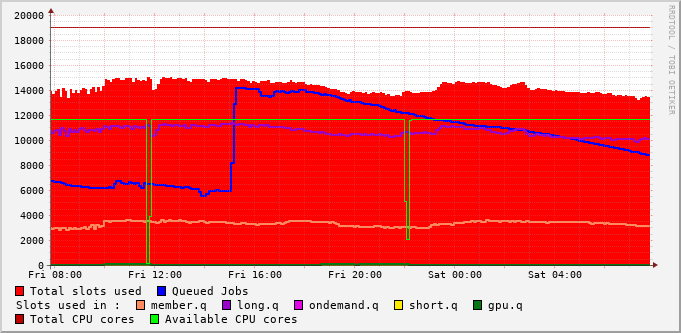 RRDTOOL / TOBI OETIKER
20000
18000
16000
14000
12000
10000
8000
6000
4000
2000
0
Fri 08:00 Fri 12:00 Fri 16:00 Fri 20:00 Sat 00:00 Sat 04:00
Total slots used Queued Jobs
Slots used in : member.q long.q ondemand.q short.q gpu.q
Total CPU cores Available CPU cores